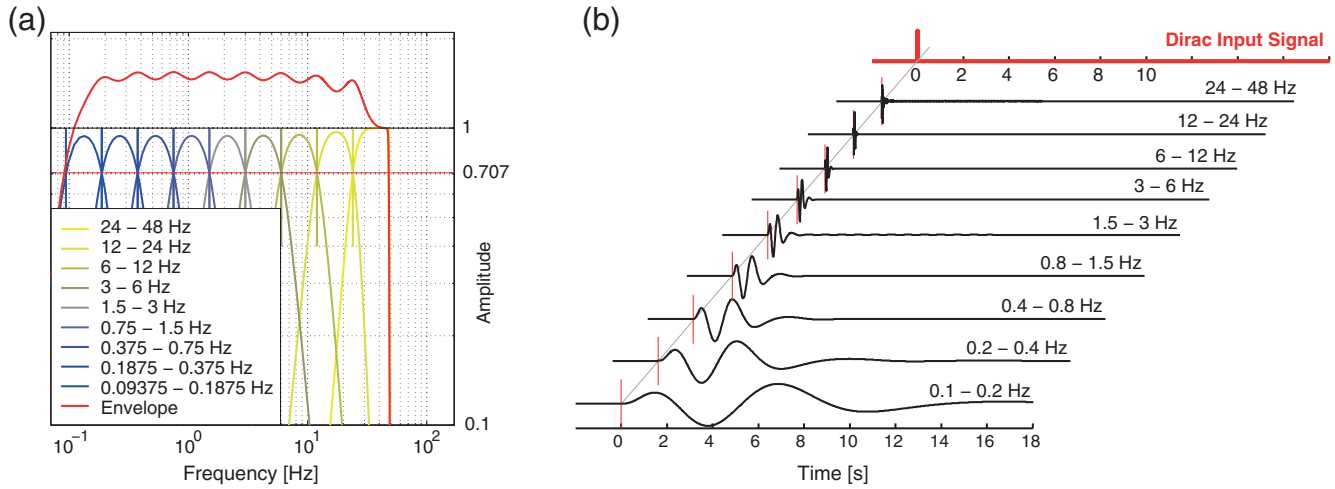 (a)
1
0.707
0.1
Amplitude
24 – 48 Hz
12 – 24 Hz
6 – 12 Hz
3 – 6 Hz
1.5 – 3 Hz
0.75 – 1.5 Hz
0.375 – 0.75 Hz
0.1875 – 0.375 Hz
0.09375 – 0.1875 Hz
Envelope
10⁻¹ 10⁰ 10¹ 10²
Frequency [Hz]
(b)
Dirac Input Signal
0 2 4 6 8 10
24 – 48 Hz
12 – 24 Hz
6 – 12 Hz
3 – 6 Hz
1.5 – 3 Hz
0.8 – 1.5 Hz
0.4 – 0.8 Hz
0.2 – 0.4 Hz
0.1 – 0.2 Hz
0 2 4 6 8 10 12 14 16 18
Time [s]